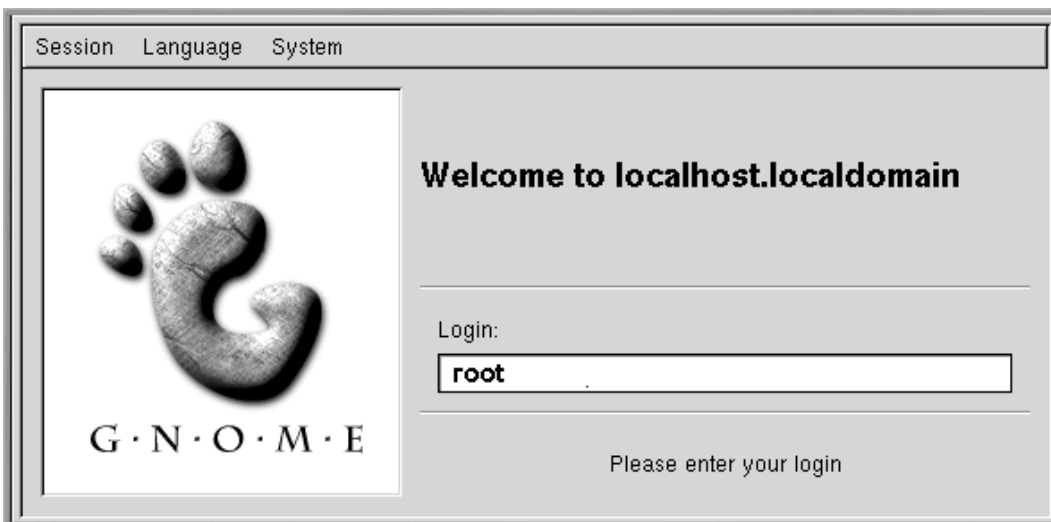 Session Language System
Welcome to localhost.localdomain
Login:
root
G·N·O·M·E
Please enter your login